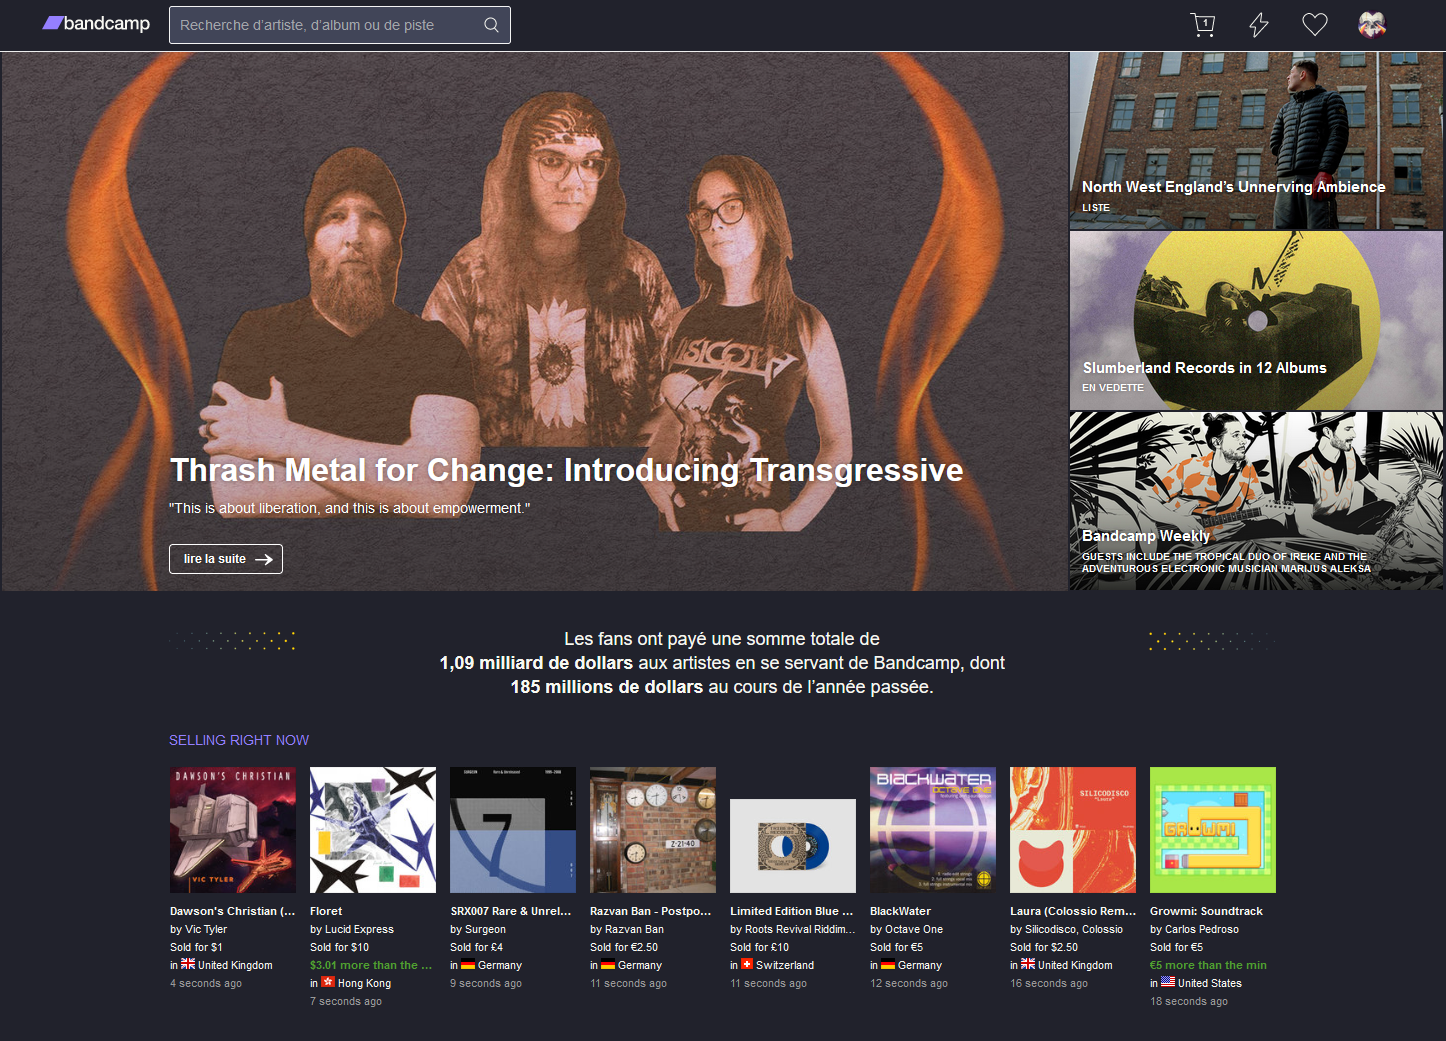 bandcamp
Recherche d'artiste, d'album ou de piste
1
North West England's Unnerving Ambience
LISTE
Slumberland Records in 12 Albums
EN VEDETTE
Bandcamp Weekly
GUESTS INCLUDE THE TROPICAL DUO OF IREKE AND THE
ADVENTUROUS ELECTRONIC MUSICIAN MARIJUS ALEKSA
Thrash Metal for Change: Introducing Transgressive
"This is about liberation, and this is about empowerment."
lire la suite
Les fans ont payé une somme totale de
1,09 milliard de dollars aux artistes en se servant de Bandcamp, dont
185 millions de dollars au cours de l'année passée.
SELLING RIGHT NOW
DAWSON'S CHRISTIAN
VIC TYLER
Dawson's Christian (...
by Vic Tyler
Sold for $1
in United Kingdom
4 seconds ago
Floret
by Lucid Express
Sold for $10
$3.01 more than the ...
in Hong Kong
7 seconds ago
7
SRX007 Rare & Unrel...
by Surgeon
Sold for £4
in Germany
9 seconds ago
Z·21·40
Razvan Ban - Postpo...
by Razvan Ban
Sold for €2.50
in Germany
11 seconds ago
Limited Edition Blue ...
by Roots Revival Riddim...
Sold for £10
in Switzerland
11 seconds ago
BLACKWATER
OCTAVE ONE
BlackWater
by Octave One
Sold for €5
in Germany
12 seconds ago
SILICODISCO
"Laura"
Laura (Colossio Rem...
by Silicodisco, Colossio
Sold for $2.50
in United Kingdom
16 seconds ago
GROWMI
Growmi: Soundtrack
by Carlos Pedroso
Sold for €5
€5 more than the min
in United States
18 seconds ago